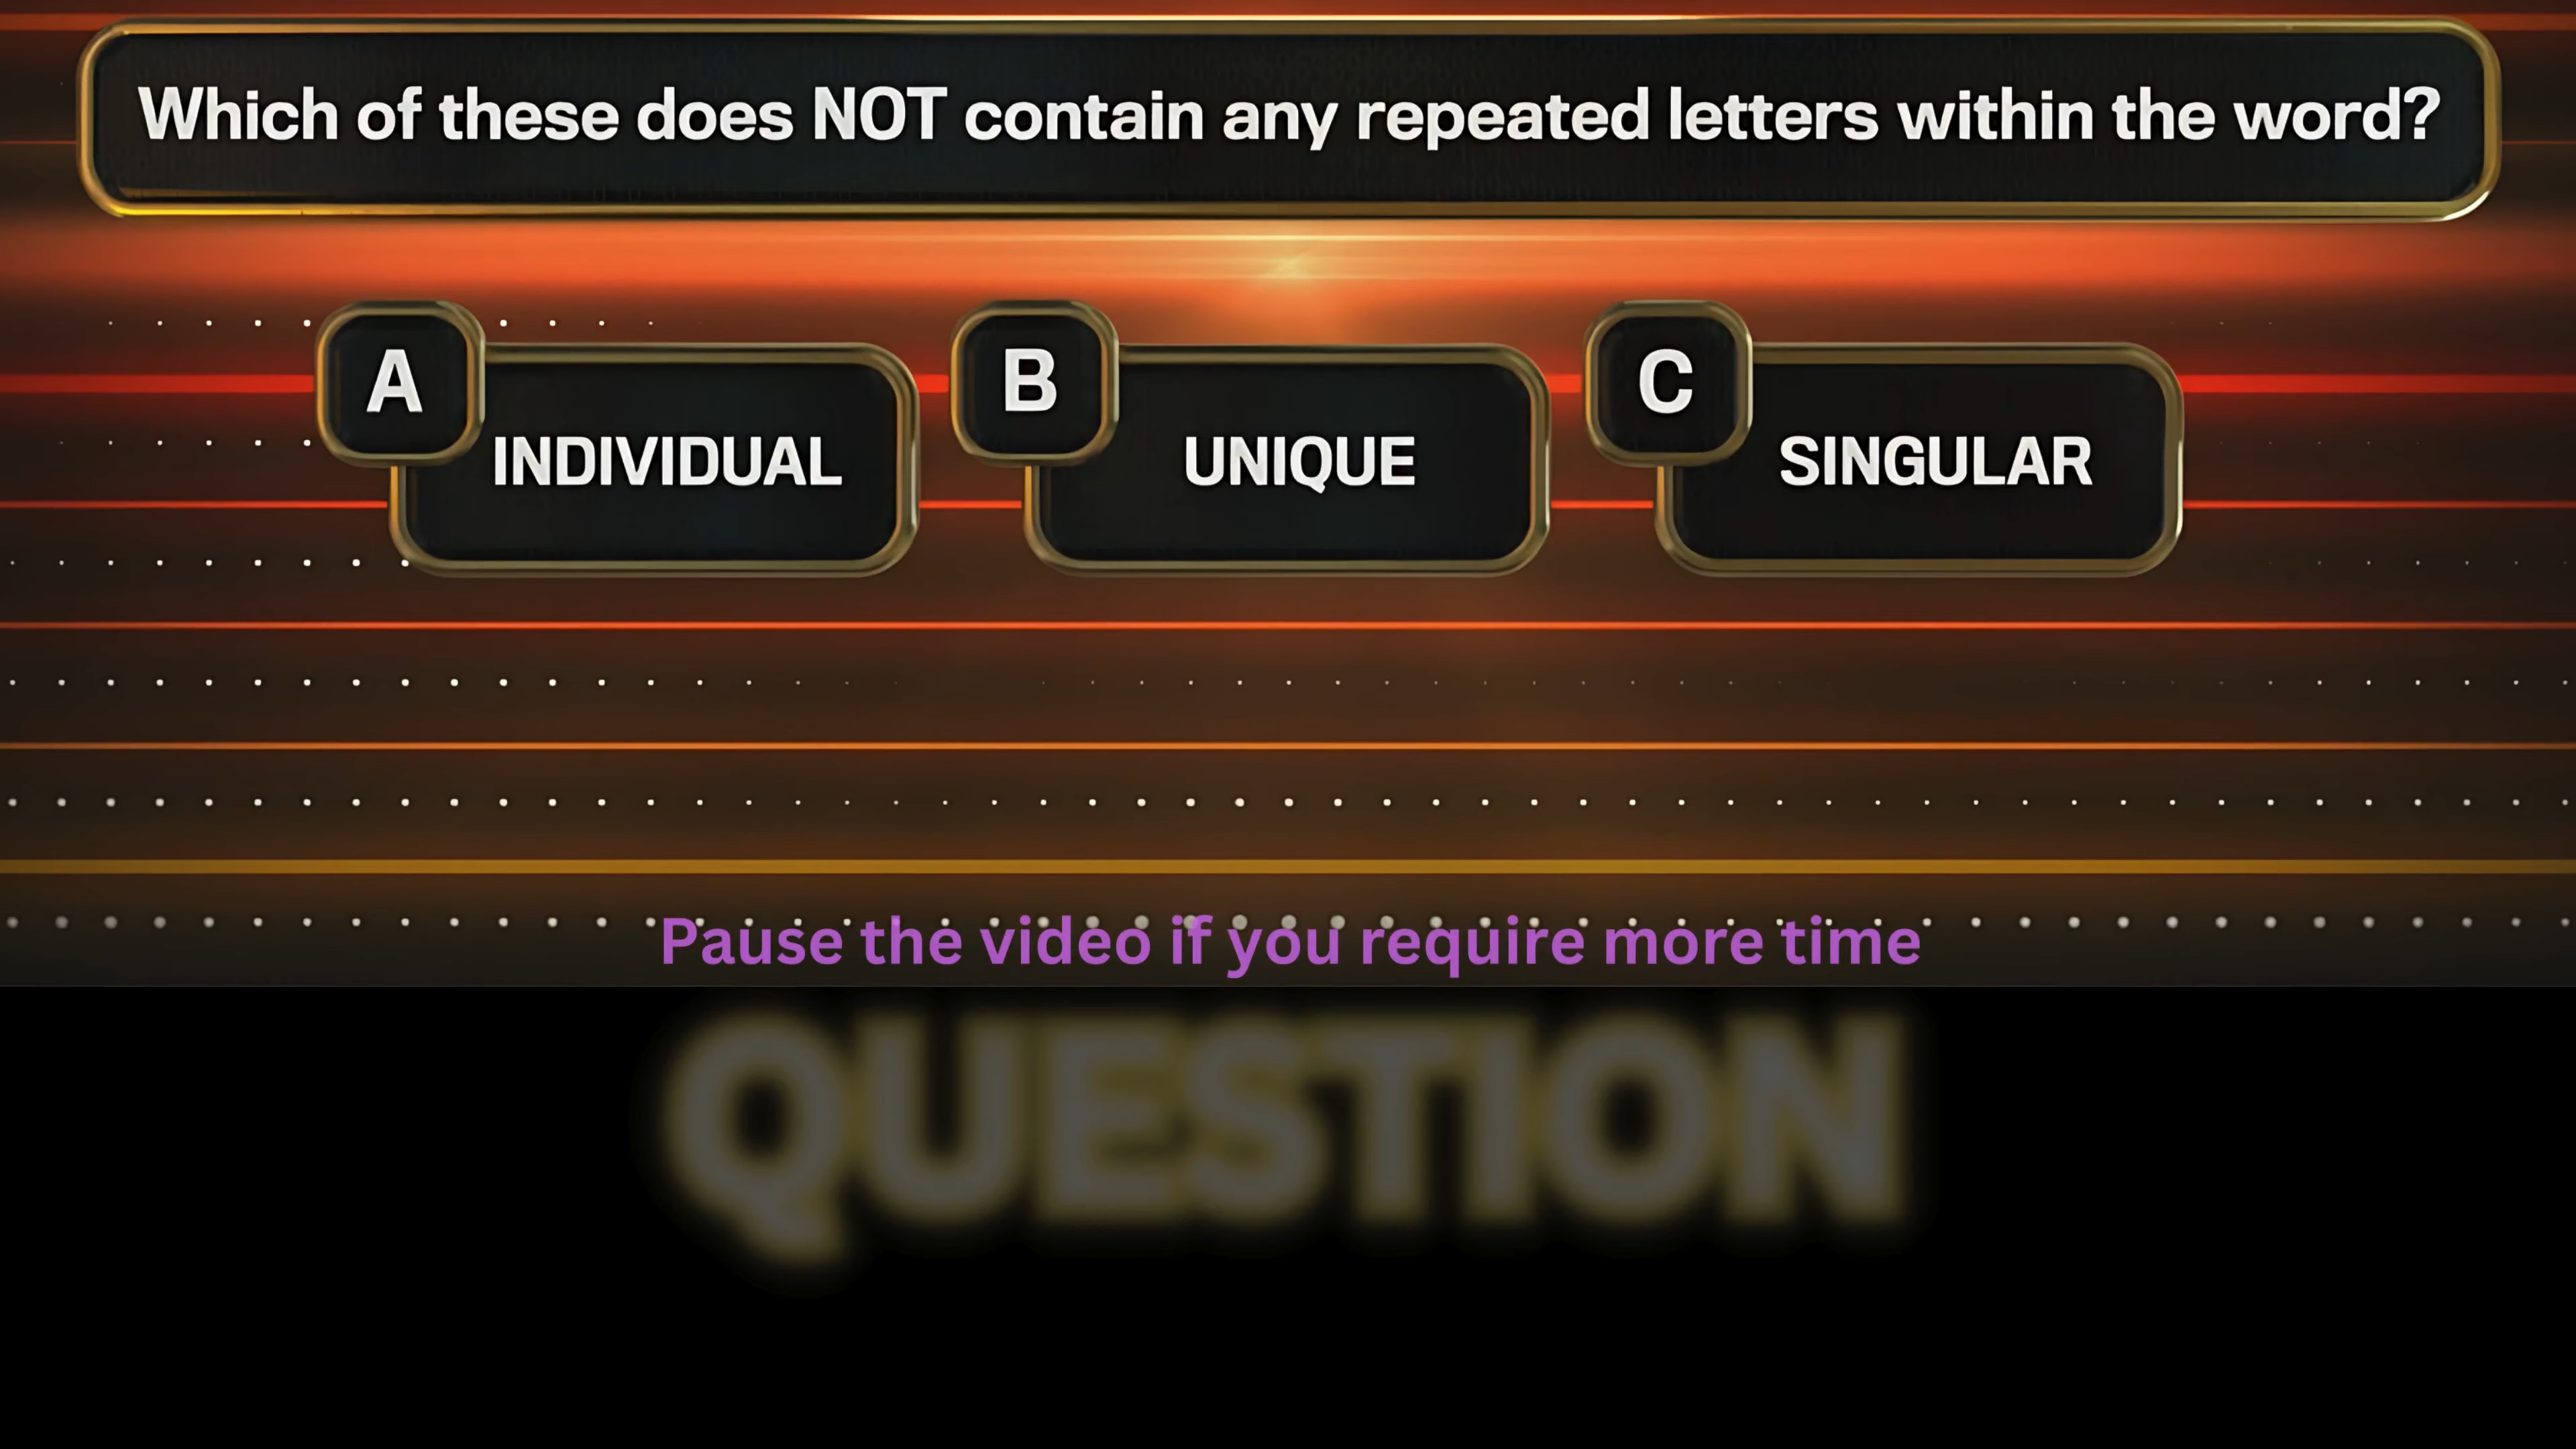 Which of these does NOT contain any repeated letters within the word?
A
INDIVIDUAL
B
UNIQUE
C
SINGULAR
Pause the video if you require more time
QUESTION